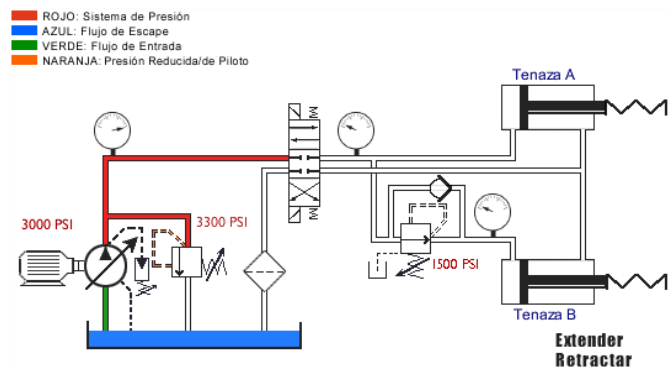 ROJO: Sistema de Presión
AZUL: Flujo de Escape
VERDE: Flujo de Entrada
NARANJA: Presión Reducida/de Piloto
Tenaza A
3000 PSI
3300 PSI
1500 PSI
Tenaza B
Extender
Retractar